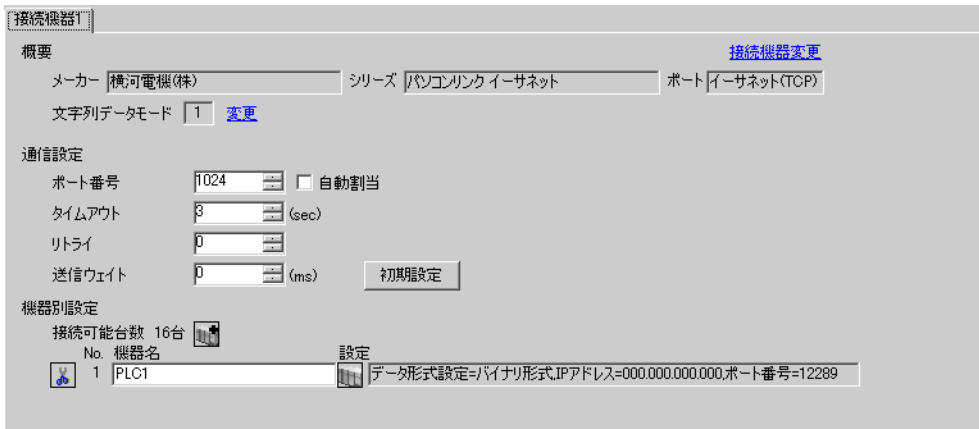 接続機器1
概要 接続機器変更
メーカー 横河電機(株) シリーズ パソコンリンク イーサネット ポート イーサネット(TCP)
文字列データモード 1 変更
通信設定
ポート番号 1024 自動割当
タイムアウト 3 (sec)
リトライ 0
送信ウェイト 0 (ms) 初期設定
機器別設定
接続可能台数 16台
No. 機器名 設定
1 PLC1 データ形式設定=バイナリ形式,IPアドレス=000.000.000.000,ポート番号=12289